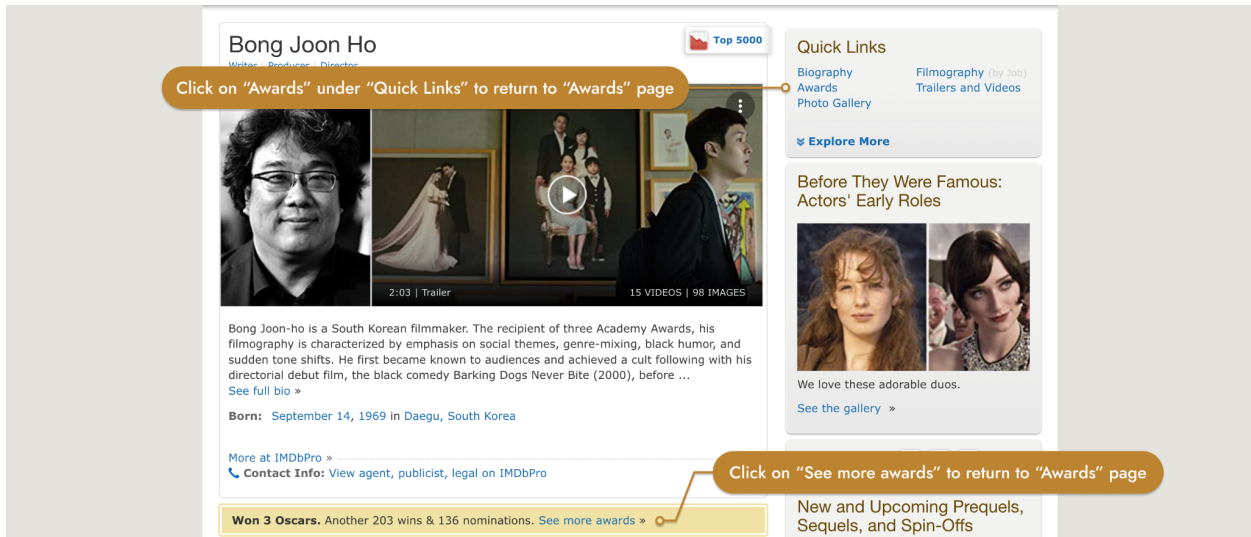 Bong Joon Ho
Top 5000
Writer | Producer | Director
Click on “Awards” under “Quick Links” to return to “Awards” page
2:03 | Trailer
15 VIDEOS | 98 IMAGES
Bong Joon-ho is a South Korean filmmaker. The recipient of three Academy Awards, his
filmography is characterized by emphasis on social themes, genre-mixing, black humor, and
sudden tone shifts. He first became known to audiences and achieved a cult following with his
directorial debut film, the black comedy Barking Dogs Never Bite (2000), before ...
See full bio »
Born: September 14, 1969 in Daegu, South Korea
More at IMDbPro »
Contact Info: View agent, publicist, legal on IMDbPro
Won 3 Oscars. Another 203 wins & 136 nominations. See more awards »
Quick Links
Biography
Filmography (by Job)
Awards
Trailers and Videos
Photo Gallery
Explore More
Before They Were Famous:
Actors' Early Roles
We love these adorable duos.
See the gallery »
Click on “See more awards” to return to “Awards” page
New and Upcoming Prequels,
Sequels, and Spin-Offs